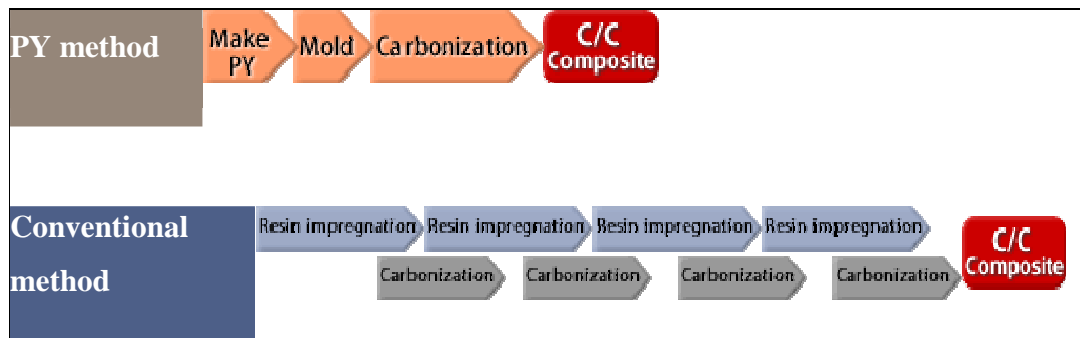 PY method
Make
PY
Mold
Carbonization
C/C
Composite
Conventional
method
Resin impregnation
Resin impregnation
Resin impregnation
Resin impregnation
Carbonization
Carbonization
Carbonization
Carbonization
C/C
Composite